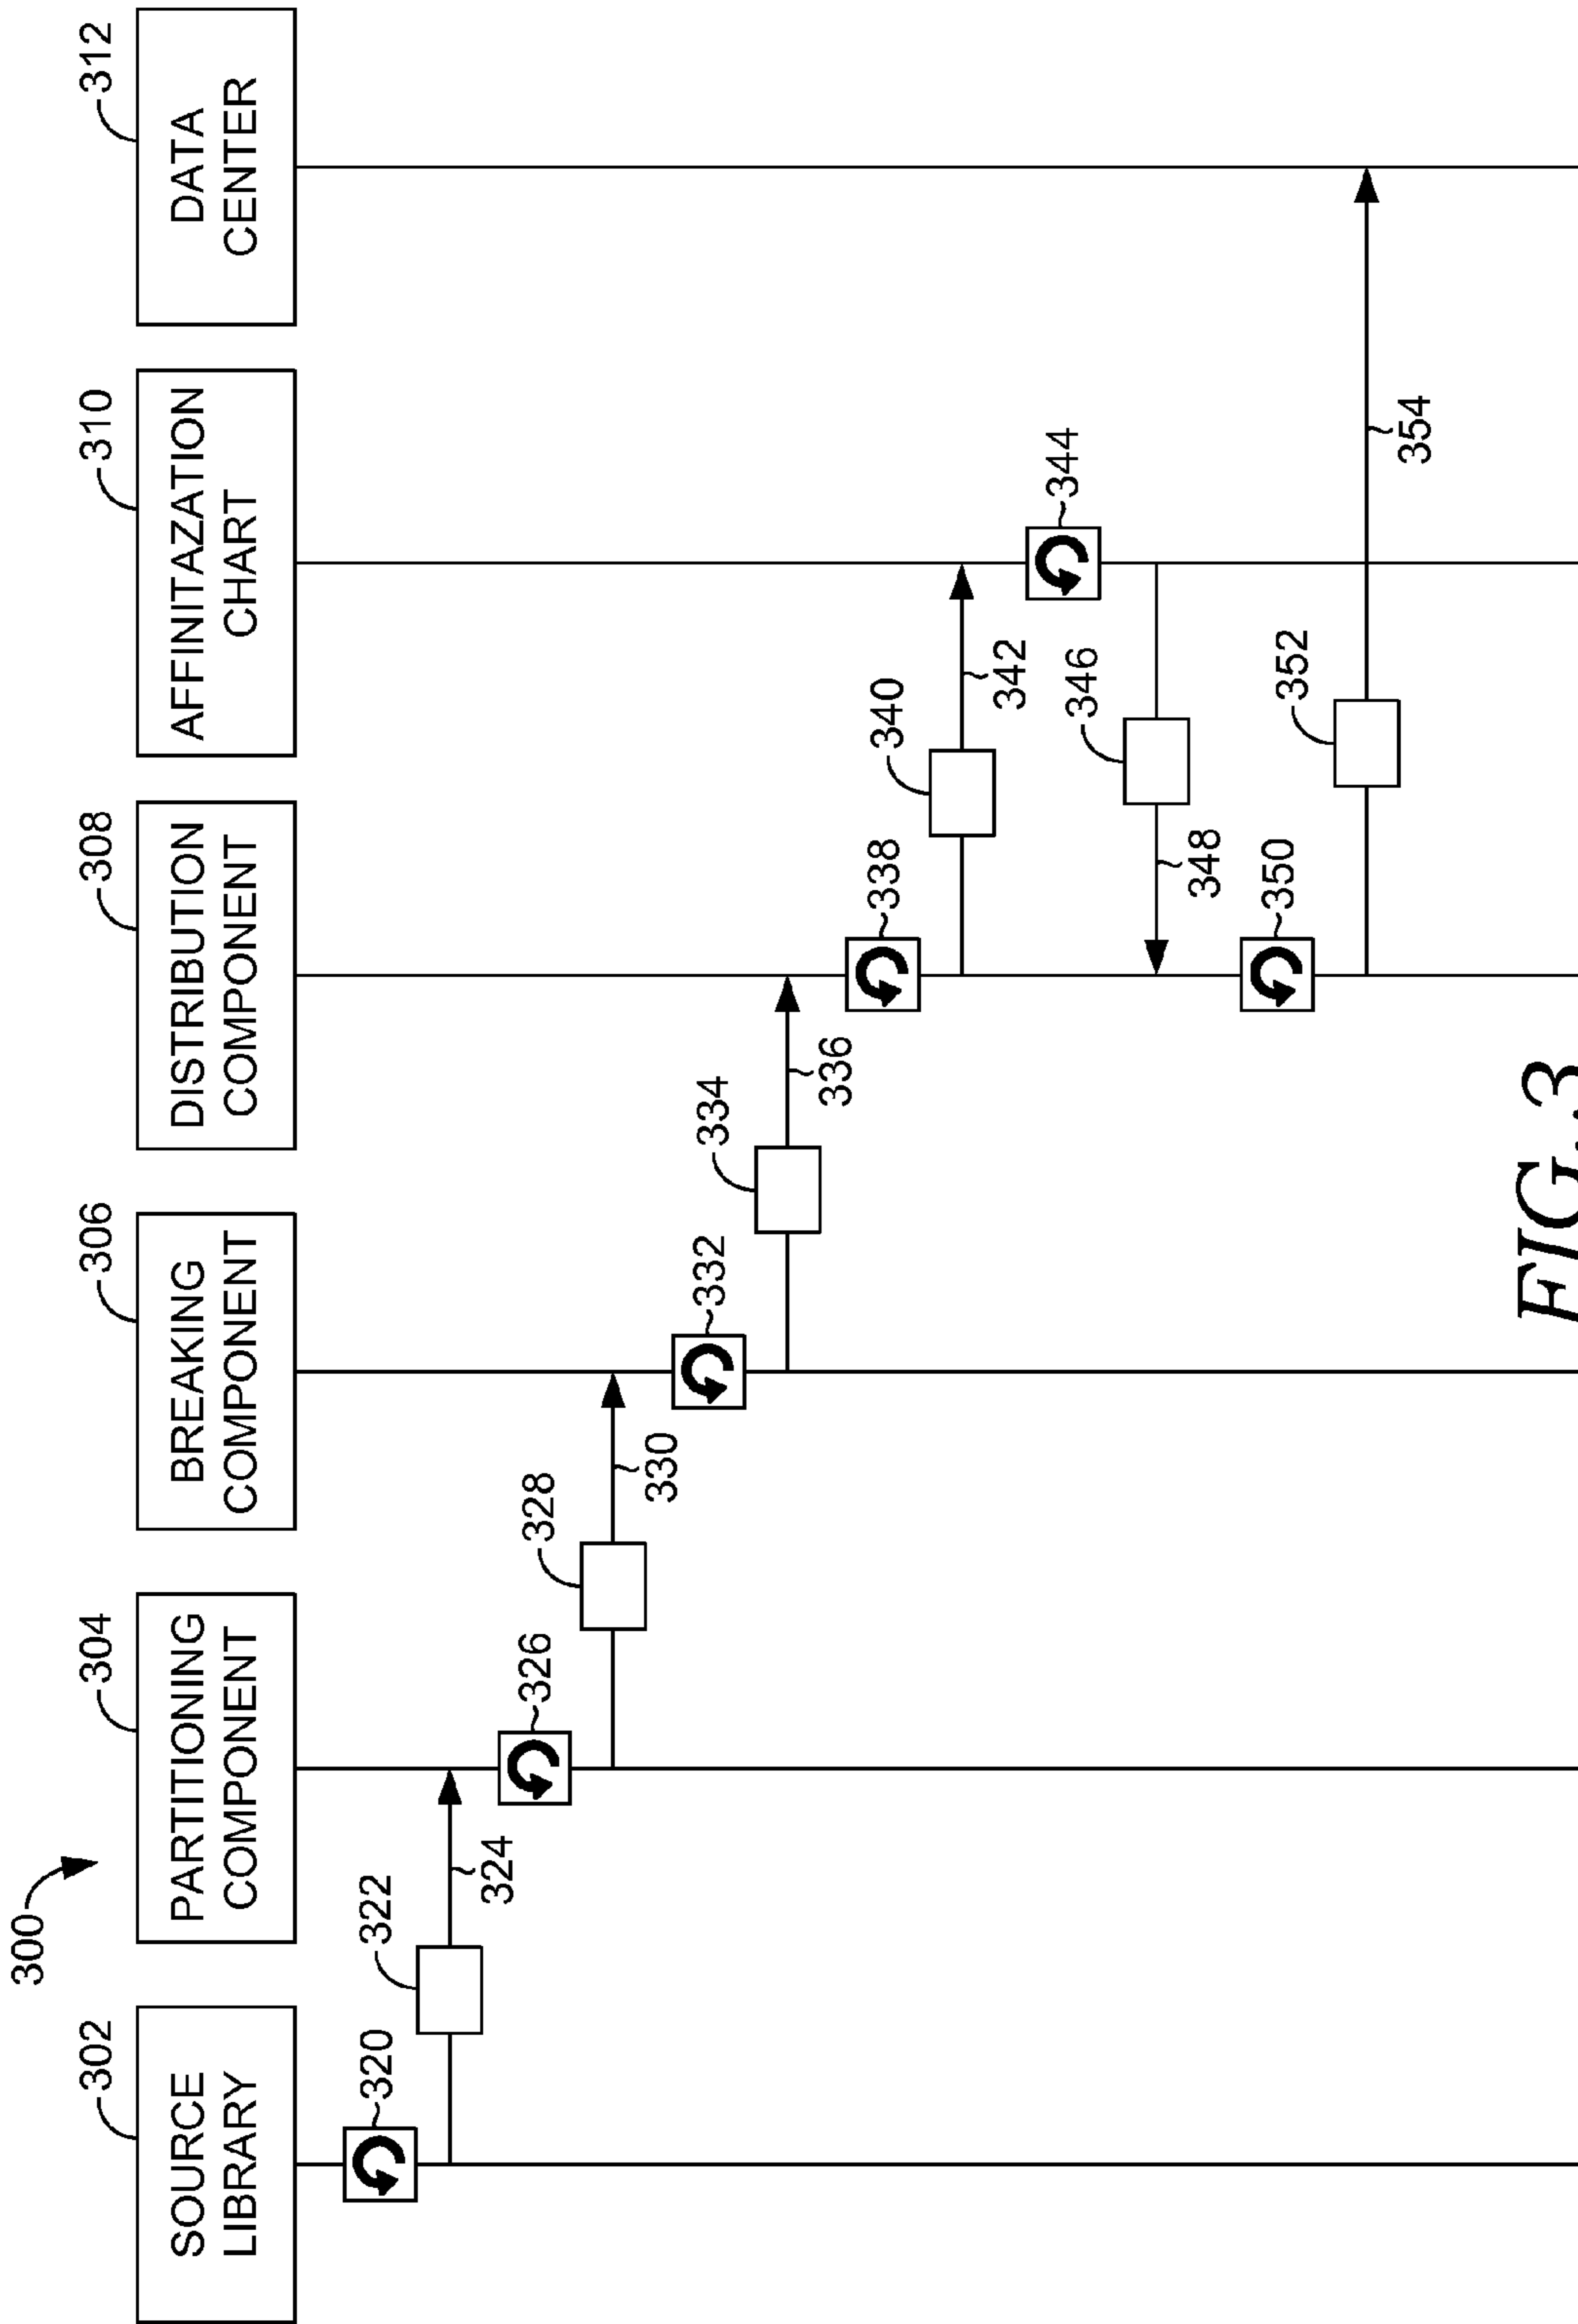 300
302
SOURCE
LIBRARY
304
PARTITIONING
COMPONENT
306
BREAKING
COMPONENT
308
DISTRIBUTION
COMPONENT
310
AFFINITAZATION
CHART
312
DATA
CENTER
320
322
324
326
328
330
332
334
336
338
340
342
344
346
348
350
352
354
FIG. 3